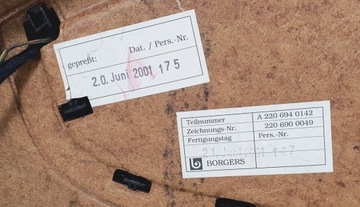 Dat. / Pers.-Nr.
gepreßt:
20. Juni 2001 175
Teilnummer A 220 694 0142
Zeichnungs-Nr. 220 690 0049
Fertigungstag Pers.-Nr.
BORGERS